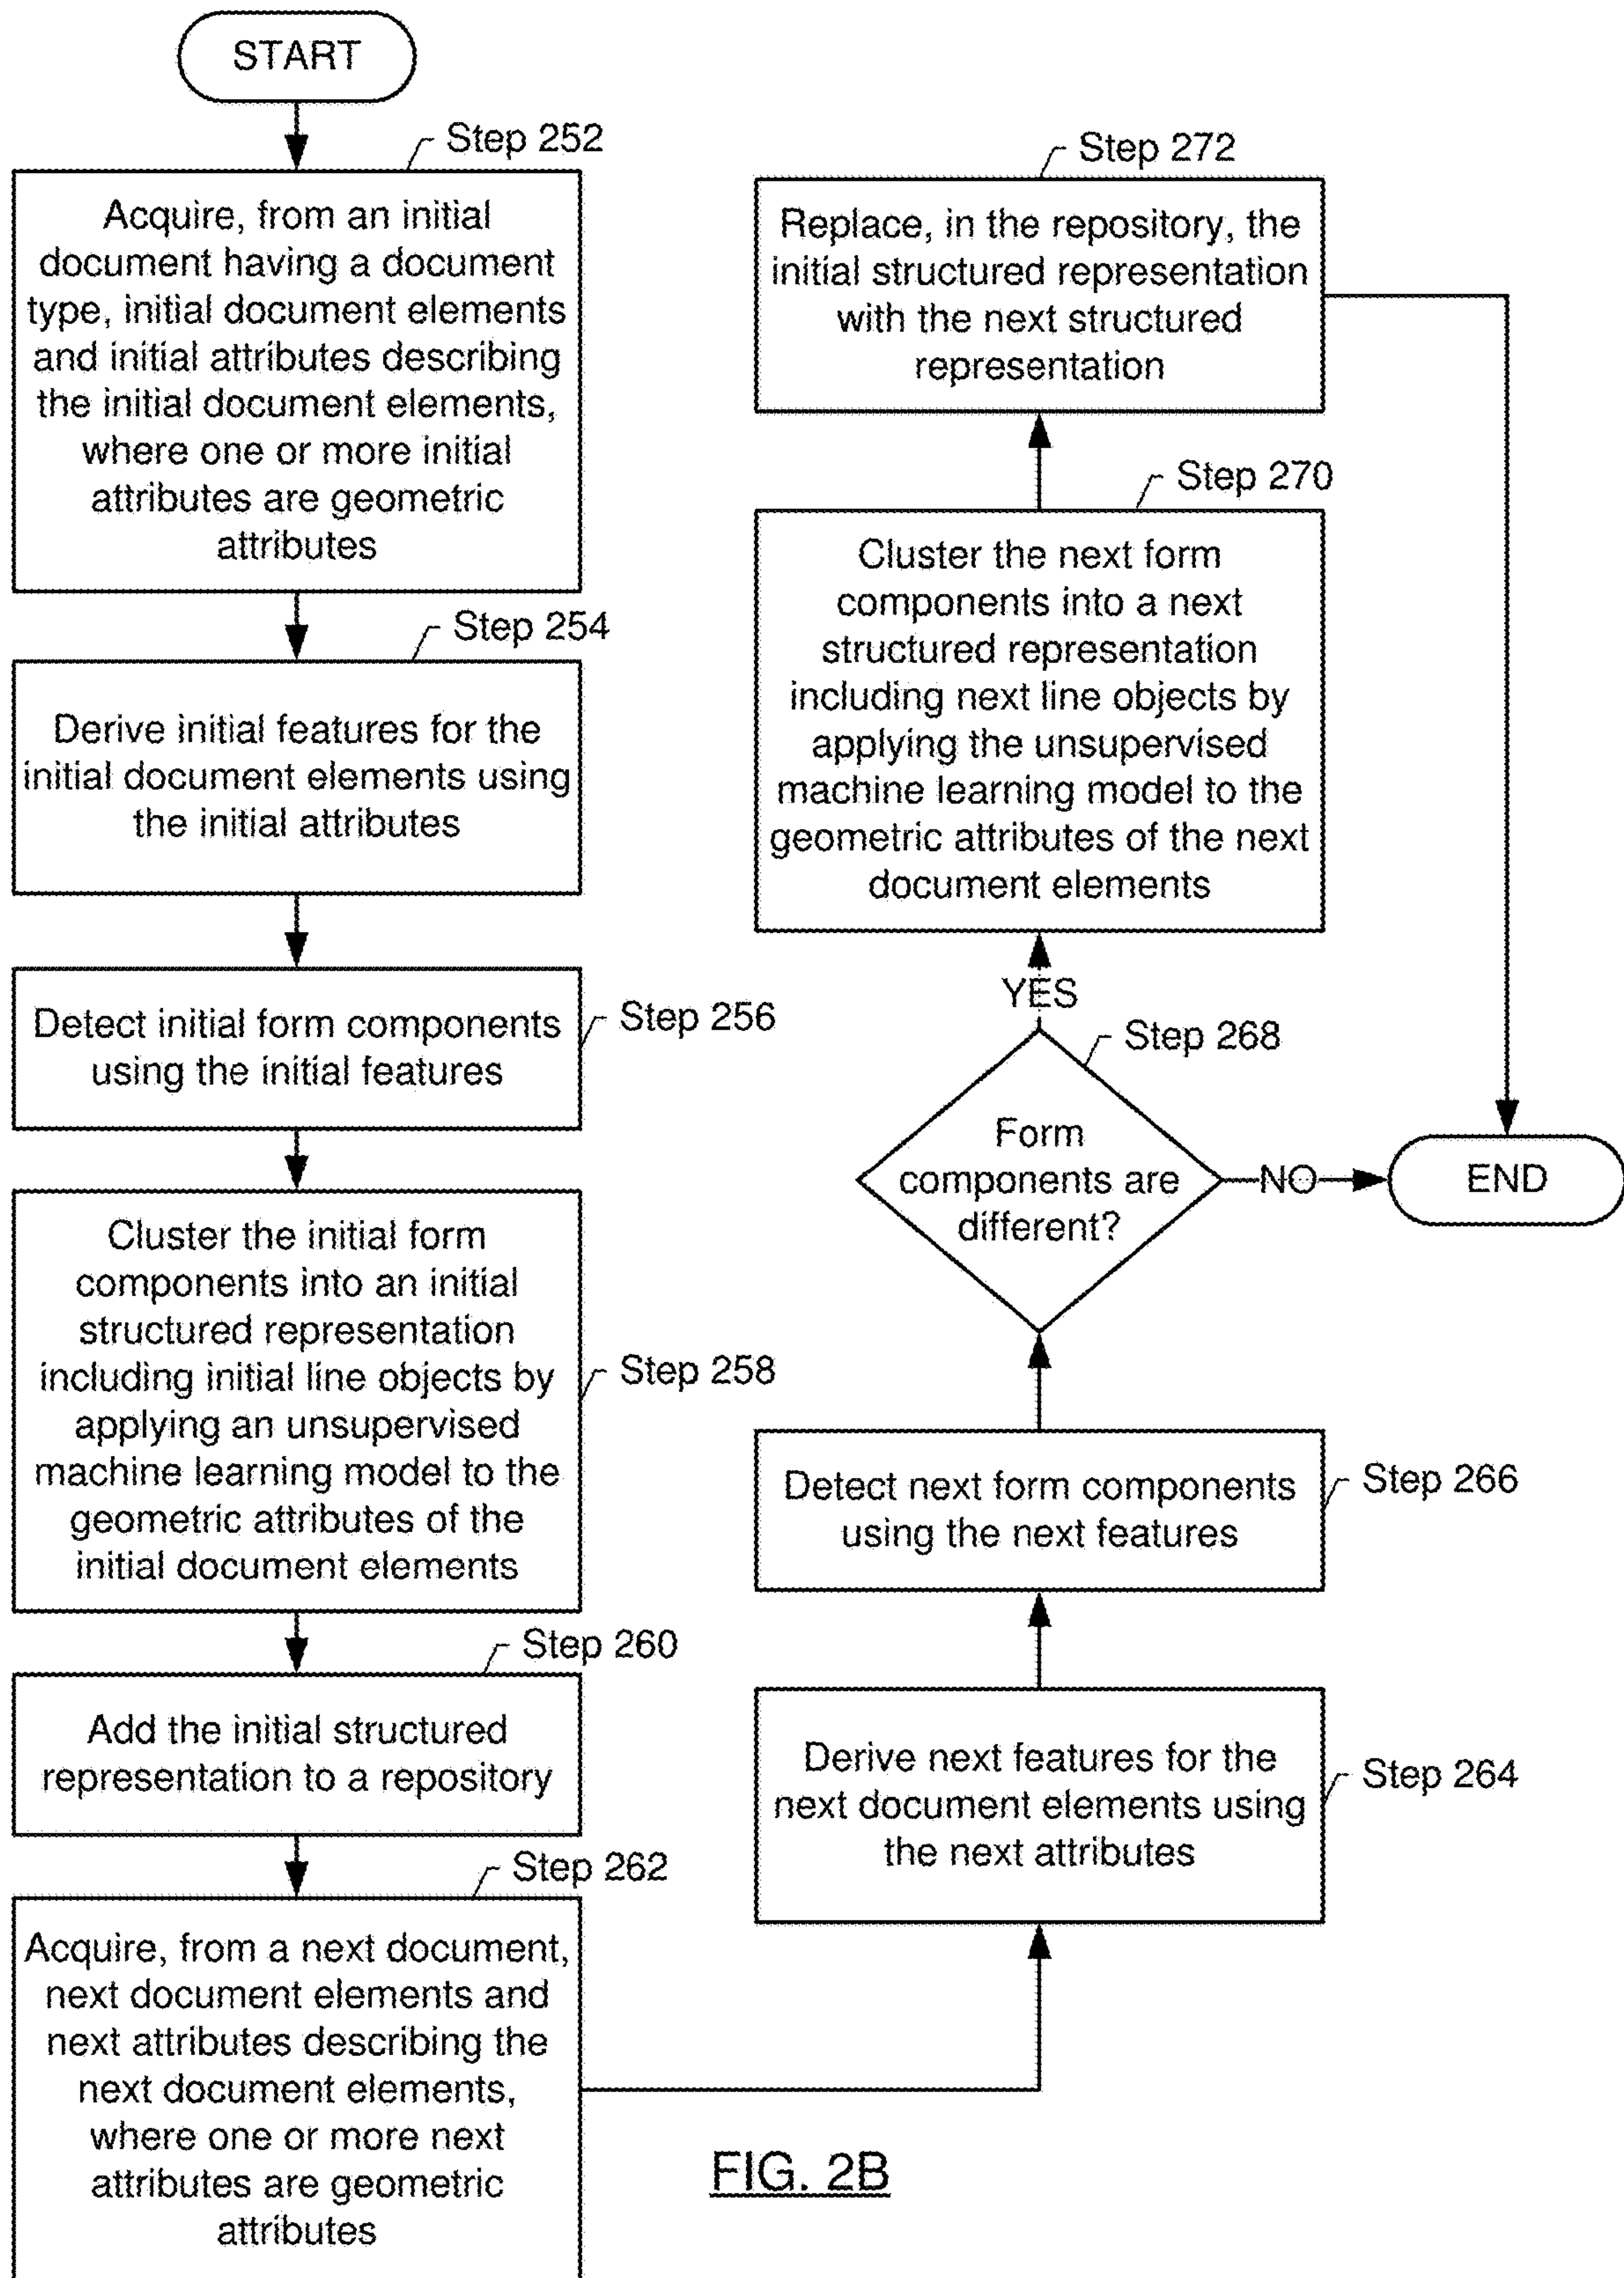 START
Step 252
Acquire, from an initial
document having a document
type, initial document elements
and initial attributes describing
the initial document elements,
where one or more initial
attributes are geometric
attributes
Step 254
Derive initial features for the
initial document elements using
the initial attributes
Detect initial form components
using the initial features
Step 256
Cluster the initial form
components into an initial
structured representation
including initial line objects by
applying an unsupervised
machine learning model to the
geometric attributes of the
initial document elements
Step 258
Step 260
Add the initial structured
representation to a repository
Step 262
Acquire, from a next document,
next document elements and
next attributes describing the
next document elements,
where one or more next
attributes are geometric
attributes
Step 264
Derive next features for the
next document elements using
the next attributes
Step 266
Detect next form components
using the next features
Step 268
Form
components are
different?
NO
END
YES
Step 270
Cluster the next form
components into a next
structured representation
including next line objects by
applying the unsupervised
machine learning model to the
geometric attributes of the next
document elements
Step 272
Replace, in the repository, the
initial structured representation
with the next structured
representation
FIG. 2B